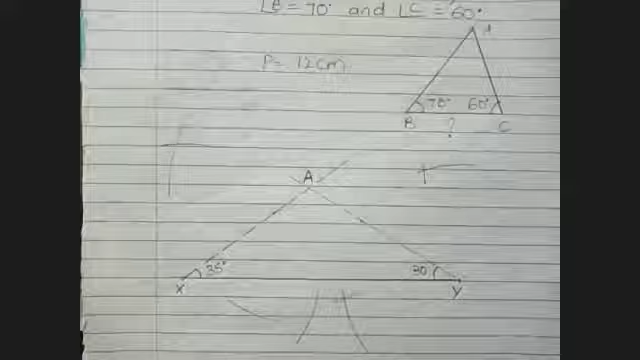 ∠B = 70° and ∠C = 60°
P = 12cm
A
70° 60°
B ? C
A
35° 30°
X Y